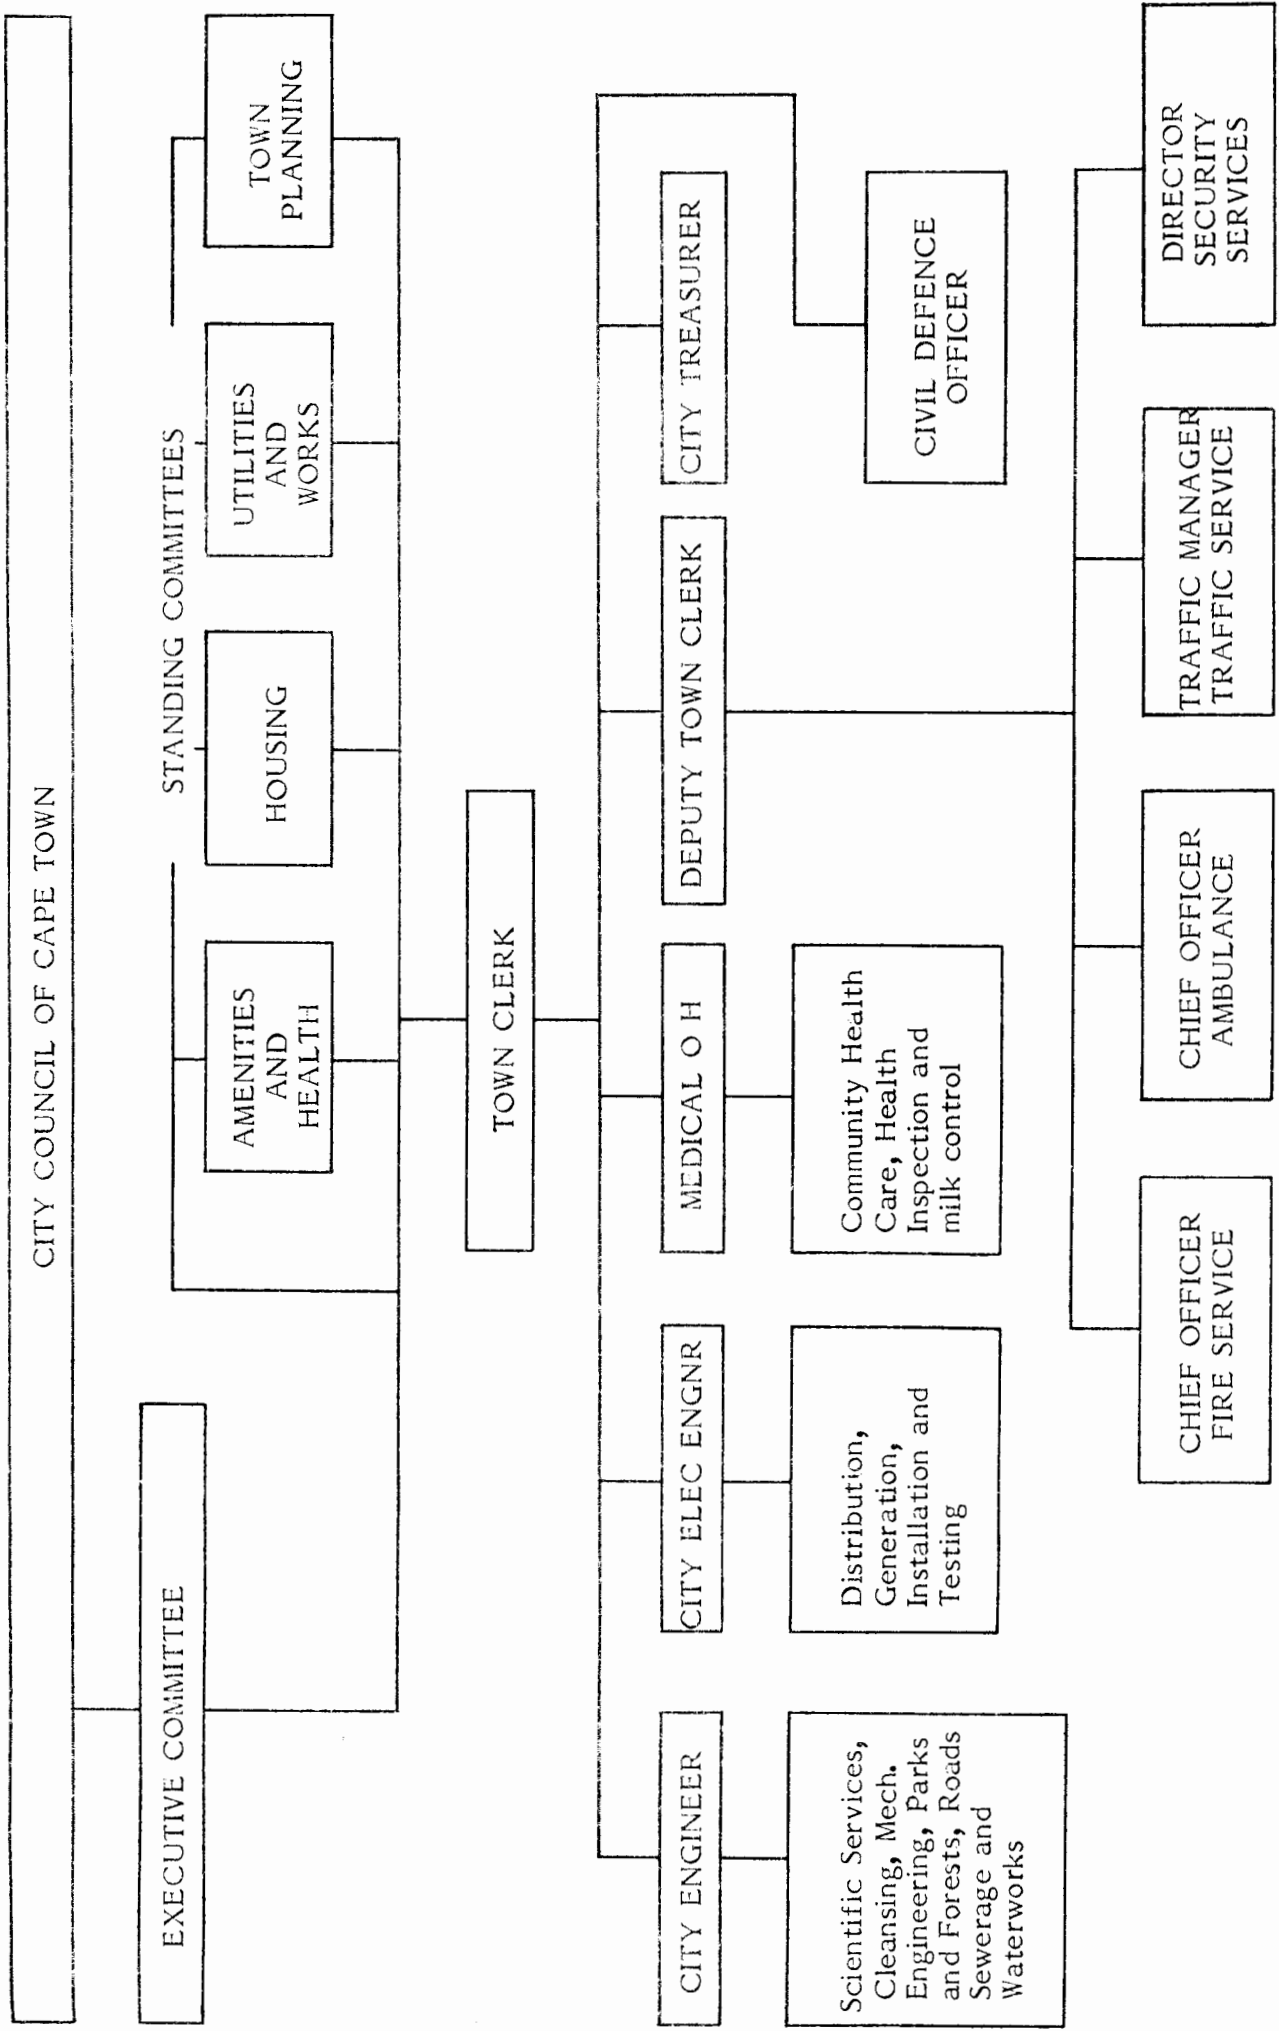 CITY COUNCIL OF CAPE TOWN
EXECUTIVE COMMITTEE
STANDING COMMITTEES
AMENITIES
AND
HEALTH
HOUSING
UTILITIES
AND
WORKS
TOWN
PLANNING
TOWN CLERK
CITY ENGINEER
CITY ELEC ENGNR
MEDICAL O H
DEPUTY TOWN CLERK
CITY TREASURER
Scientific Services,
Cleansing, Mech.
Engineering, Parks
and Forests, Roads
Sewerage and
Waterworks
Distribution,
Generation,
Installation and
Testing
Community Health
Care, Health
Inspection and
milk control
CIVIL DEFENCE
OFFICER
CHIEF OFFICER
FIRE SERVICE
CHIEF OFFICER
AMBULANCE
TRAFFIC MANAGER
TRAFFIC SERVICE
DIRECTOR
SECURITY
SERVICES